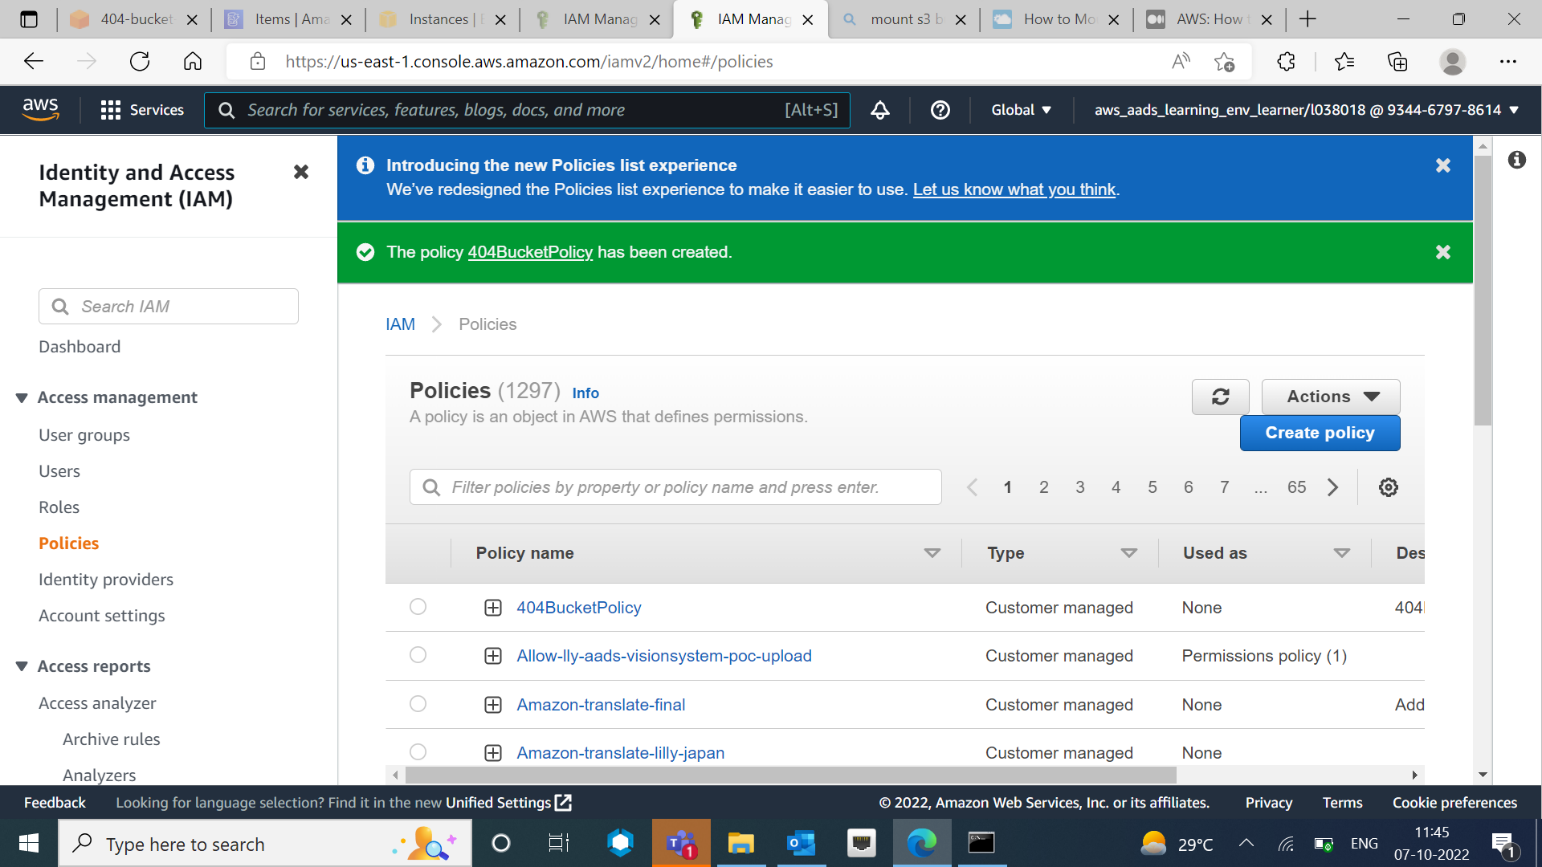 404-bucket
Items | Ama
Instances | E
IAM Manag
IAM Manag
mount s3 b
How to Mo
AWS: How
https://us-east-1.console.aws.amazon.com/iamv2/home#/policies
aws
Services
Search for services, features, blogs, docs, and more
[Alt+S]
Global
aws_aads_learning_env_learner/l038018 @ 9344-6797-8614
Identity and Access
Management (IAM)
Search IAM
Dashboard
Access management
User groups
Users
Roles
Policies
Identity providers
Account settings
Access reports
Access analyzer
Archive rules
Analyzers
Introducing the new Policies list experience
We've redesigned the Policies list experience to make it easier to use. Let us know what you think.
The policy 404BucketPolicy has been created.
IAM
Policies
Policies (1297) Info
A policy is an object in AWS that defines permissions.
Actions
Create policy
Filter policies by property or policy name and press enter.
1 2 3 4 5 6 7 ... 65
Policy name Type Used as Des
404BucketPolicy Customer managed None 404
Allow-lly-aads-visionsystem-poc-upload Customer managed Permissions policy (1)
Amazon-translate-final Customer managed None Add
Amazon-translate-lilly-japan Customer managed None
Feedback Looking for language selection? Find it in the new Unified Settings
© 2022, Amazon Web Services, Inc. or its affiliates. Privacy Terms Cookie preferences
Type here to search
T
1
29°C
ENG
11:45
07-10-2022
1